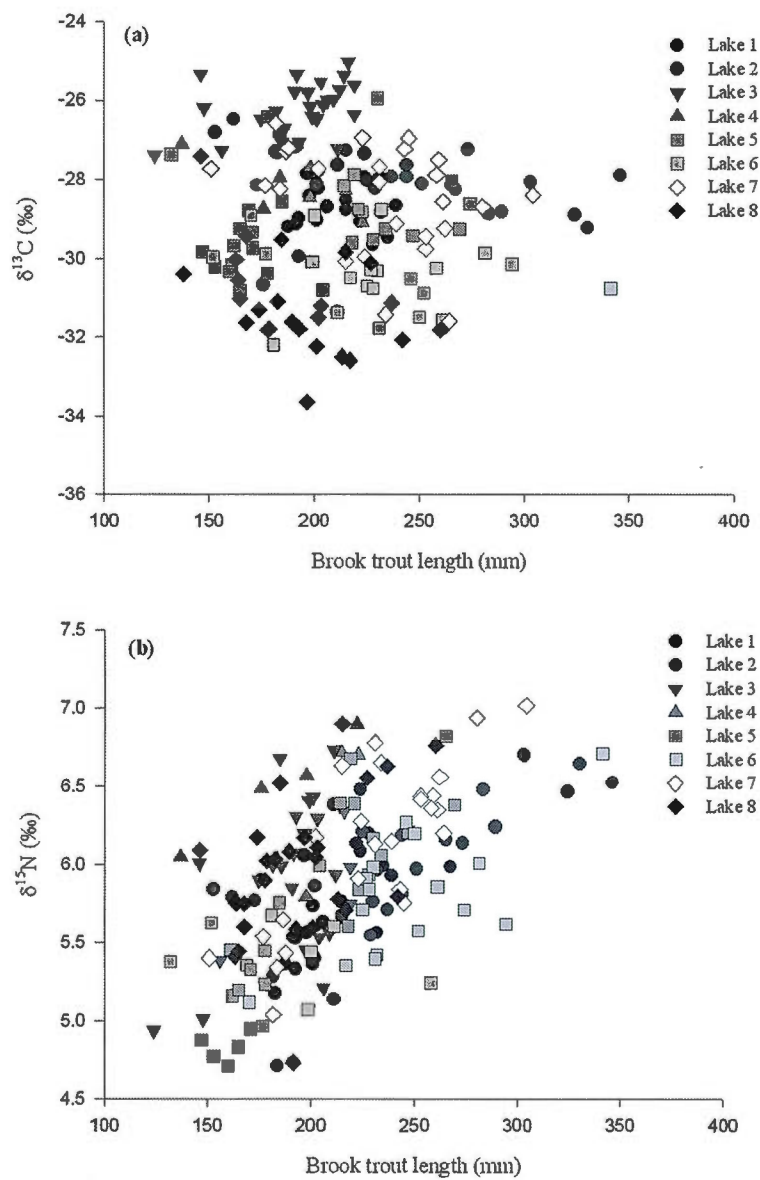 (a)
-24
-26
-28
-30
-32
-34
-36
δ¹³C (‰)
100 150 200 250 300 350 400
Brook trout length (mm)
Lake 1
Lake 2
Lake 3
Lake 4
Lake 5
Lake 6
Lake 7
Lake 8
(b)
7.5
7.0
6.5
6.0
5.5
5.0
4.5
δ¹⁵N (‰)
100 150 200 250 300 350 400
Brook trout length (mm)
Lake 1
Lake 2
Lake 3
Lake 4
Lake 5
Lake 6
Lake 7
Lake 8